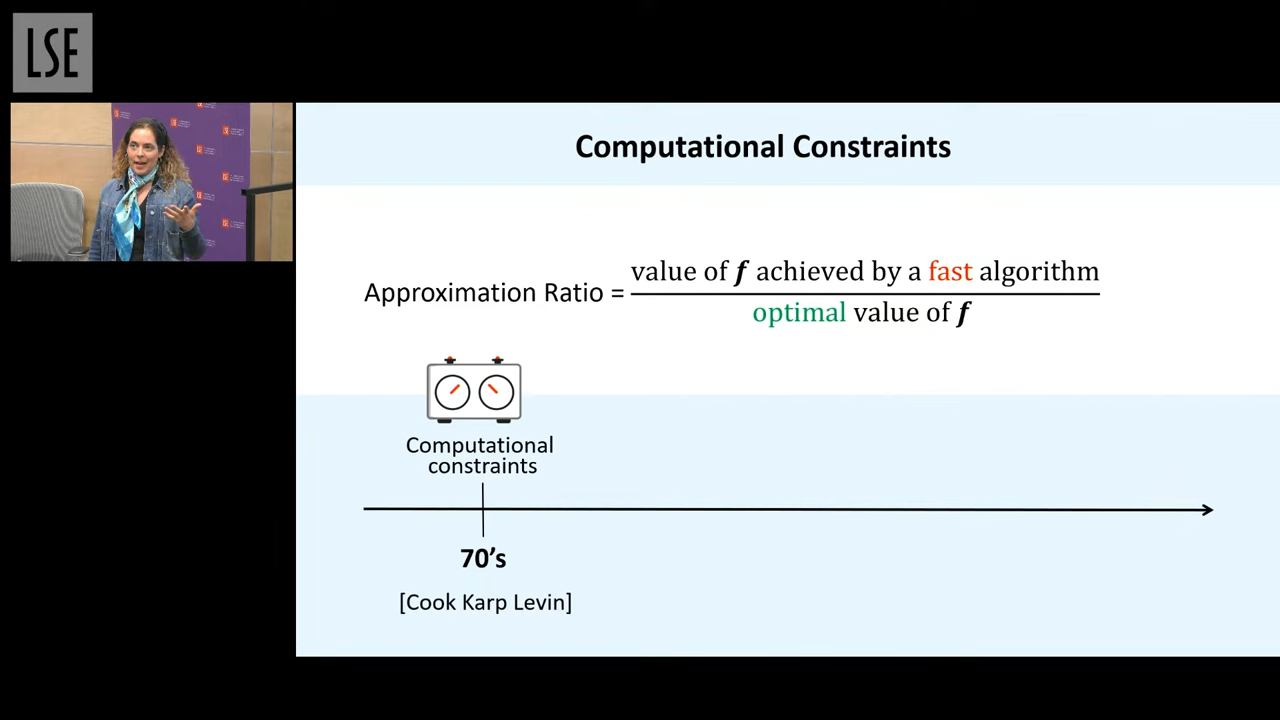 LSE
Computational Constraints
Approximation Ratio = value of f achieved by a fast algorithm
optimal value of f
Computational
constraints
70's
[Cook Karp Levin]